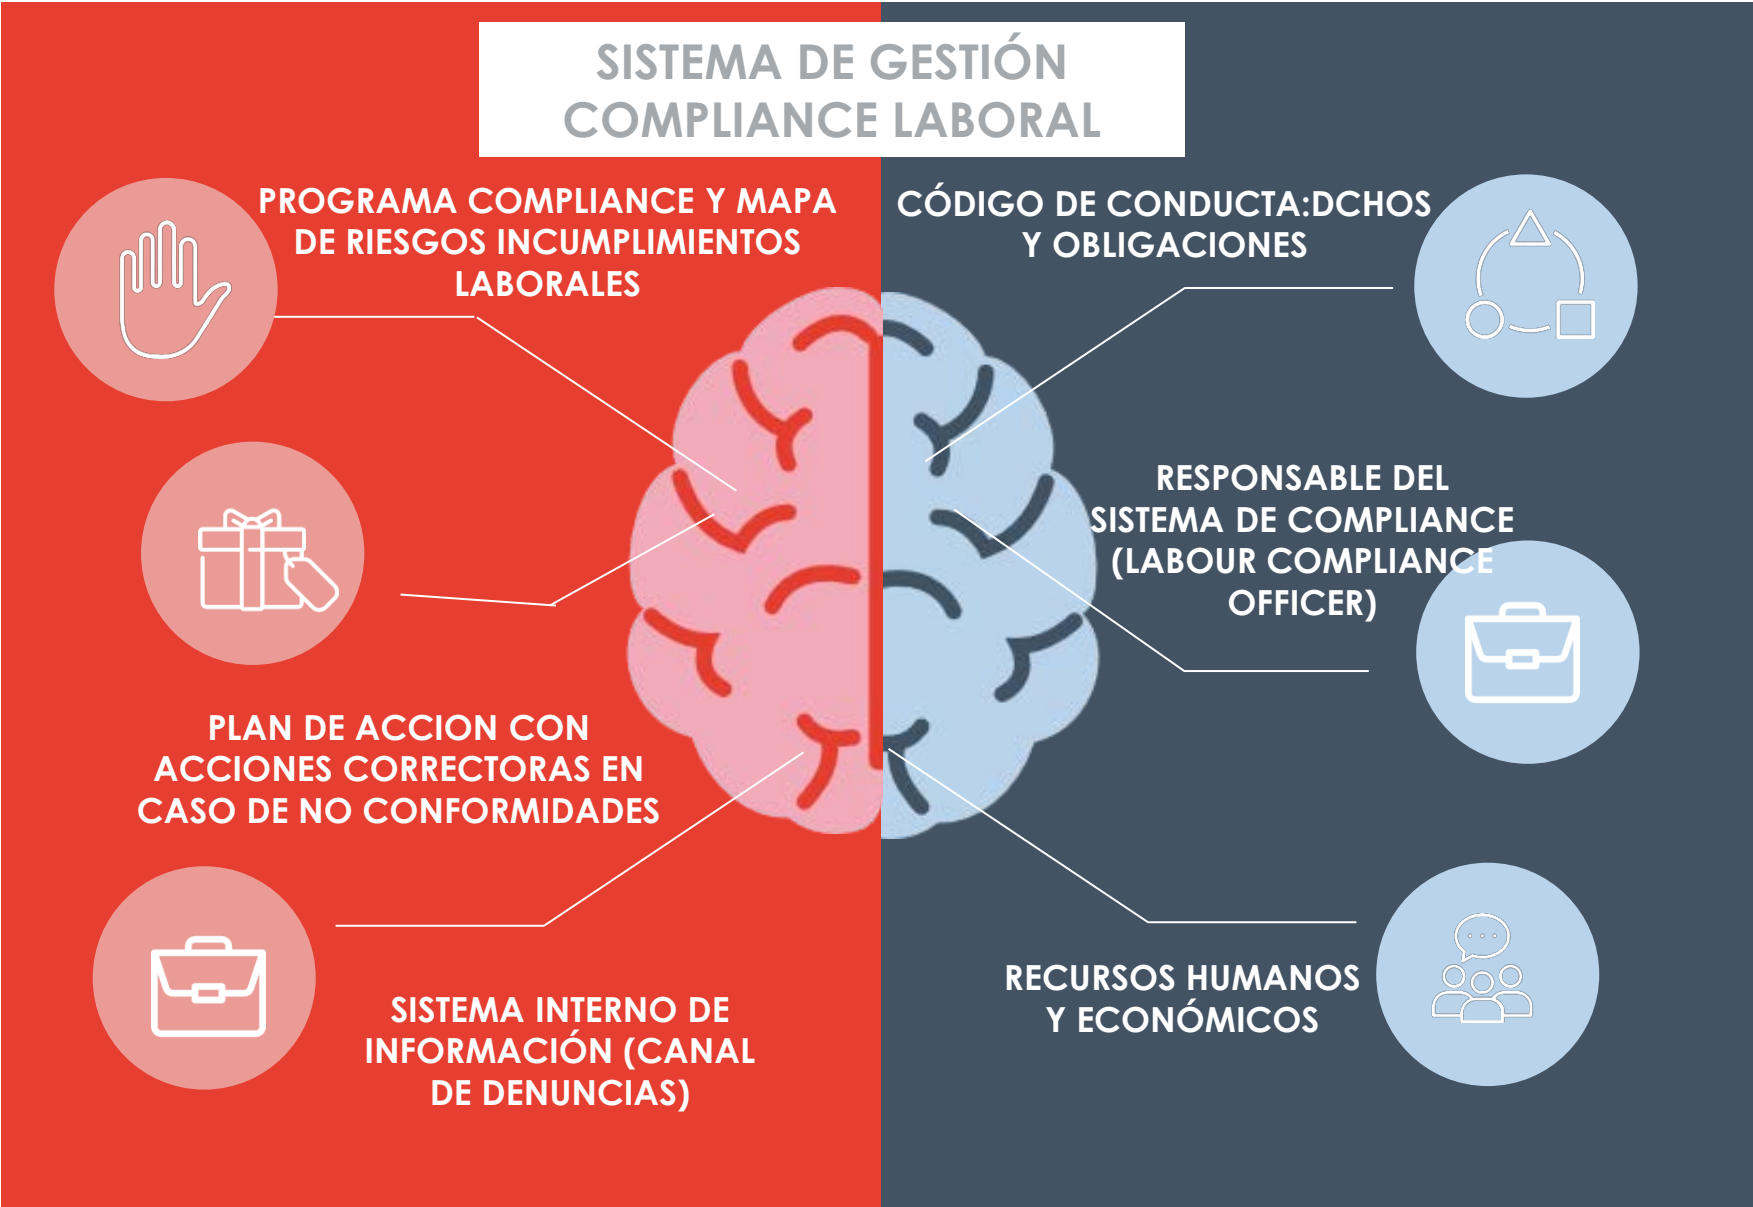 SISTEMA DE GESTIÓN
COMPLIANCE LABORAL
PROGRAMA COMPLIANCE Y MAPA
DE RIESGOS INCUMPLIMIENTOS
LABORALES
PLAN DE ACCION CON
ACCIONES CORRECTORAS EN
CASO DE NO CONFORMIDADES
SISTEMA INTERNO DE
INFORMACIÓN (CANAL
DE DENUNCIAS)
CÓDIGO DE CONDUCTA:DCHOS
Y OBLIGACIONES
RESPONSABLE DEL
SISTEMA DE COMPLIANCE
(LABOUR COMPLIANCE
OFFICER)
RECURSOS HUMANOS
Y ECONÓMICOS